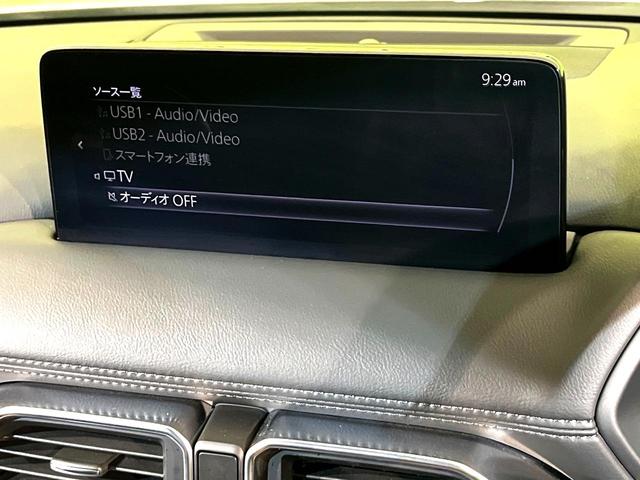 9:29 am
ソース一覧
USB1 - Audio/Video
USB2 - Audio/Video
スマートフォン連携
TV
オーディオ OFF